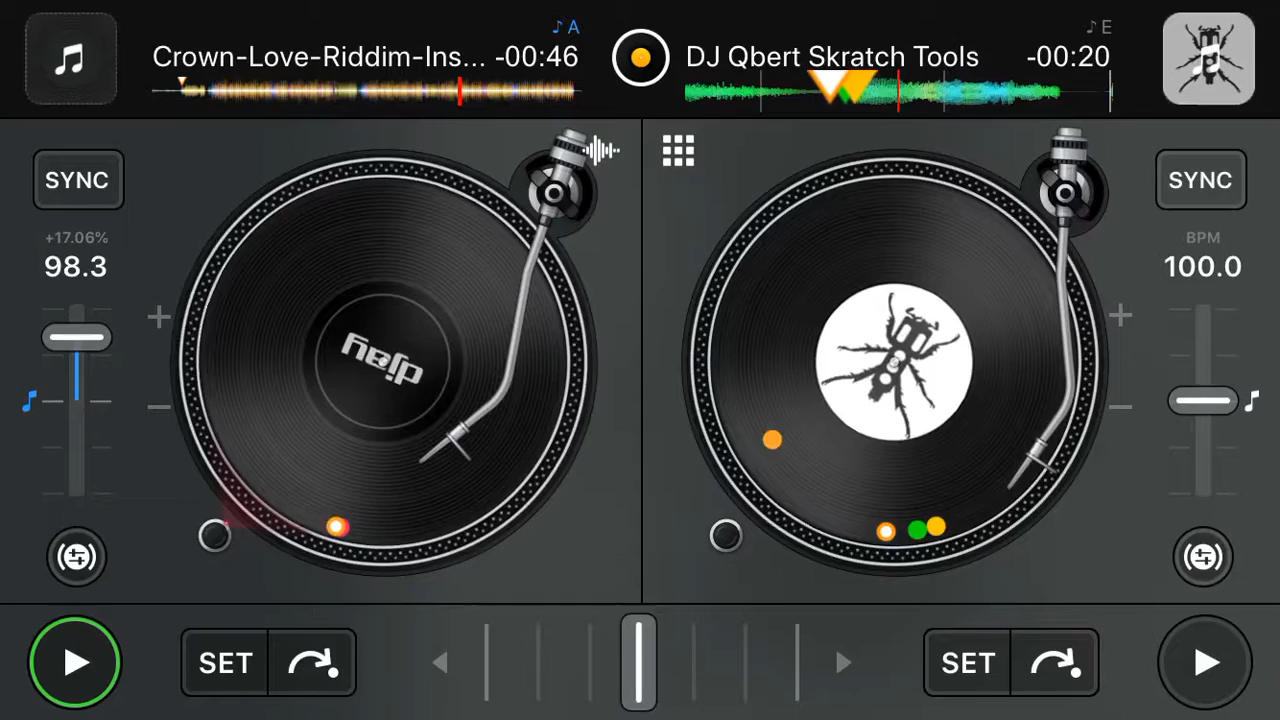 A
E
Crown-Love-Riddim-Ins... -00:46
DJ Qbert Skratch Tools -00:20
SYNC
SYNC
+17.06%
98.3
BPM
100.0
djay
SET
SET